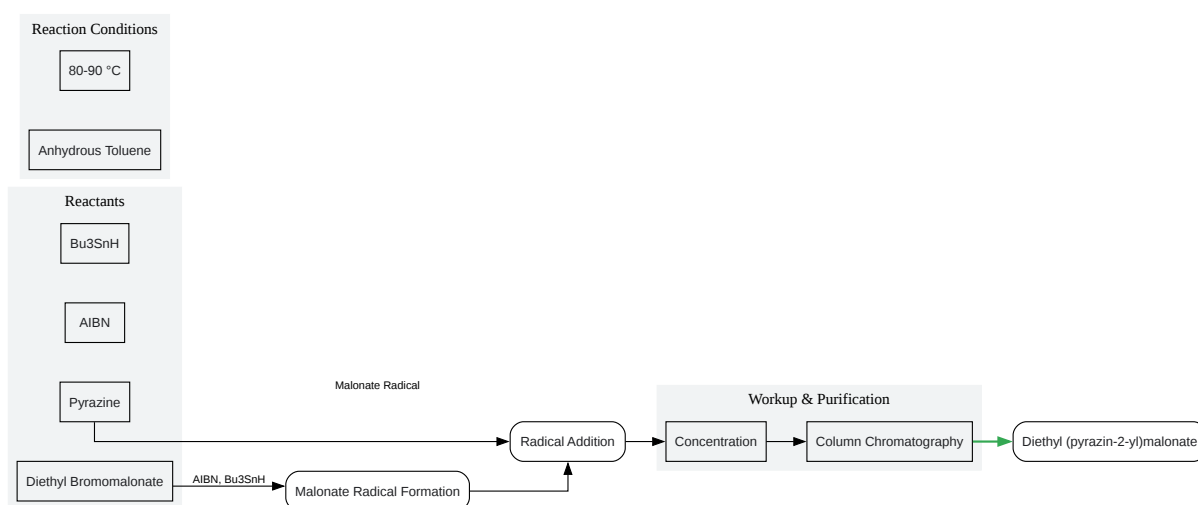 Reaction Conditions
80-90 °C
Anhydrous Toluene
Reactants
Bu3SnH
AIBN
Pyrazine
Diethyl Bromomalonate
AIBN, Bu3SnH
Malonate Radical Formation
Malonate Radical
Radical Addition
Workup & Purification
Concentration
Column Chromatography
Diethyl (pyrazin-2-yl)malonate